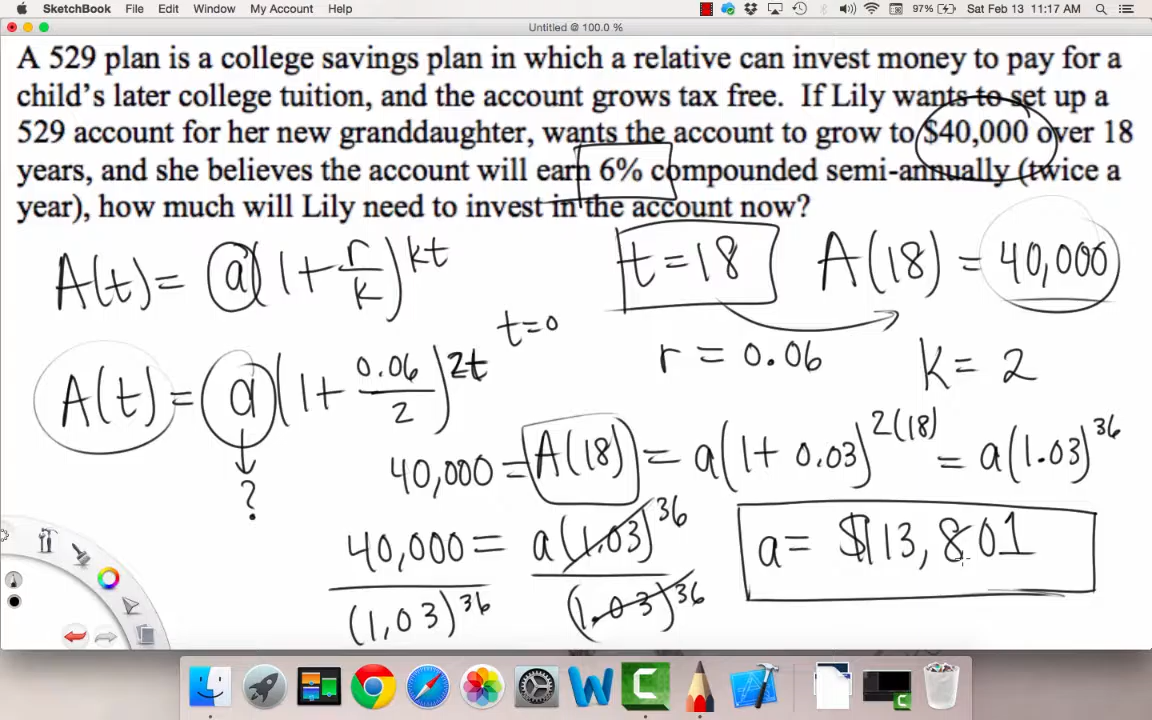 SketchBook File Edit Window My Account Help 97% Sat Feb 13 11:17 AM
Untitled @ 100.0 %
A 529 plan is a college savings plan in which a relative can invest money to pay for a
child's later college tuition, and the account grows tax free. If Lily wants to set up a
529 account for her new granddaughter, wants the account to grow to $40,000 over 18
years, and she believes the account will earn 6% compounded semi-annually (twice a
year), how much will Lily need to invest in the account now?
A(t) = a(1 + r/k)^kt
t = 18
A(18) = 40,000
t=0
r = 0.06
k = 2
A(t) = a(1 + 0.06/2)^2t
?
40,000 = A(18) = a(1 + 0.03)^2(18) = a(1.03)^36
40,000/(1.03)^36 = a(1.03)^36/(1.03)^36
a = $13,801